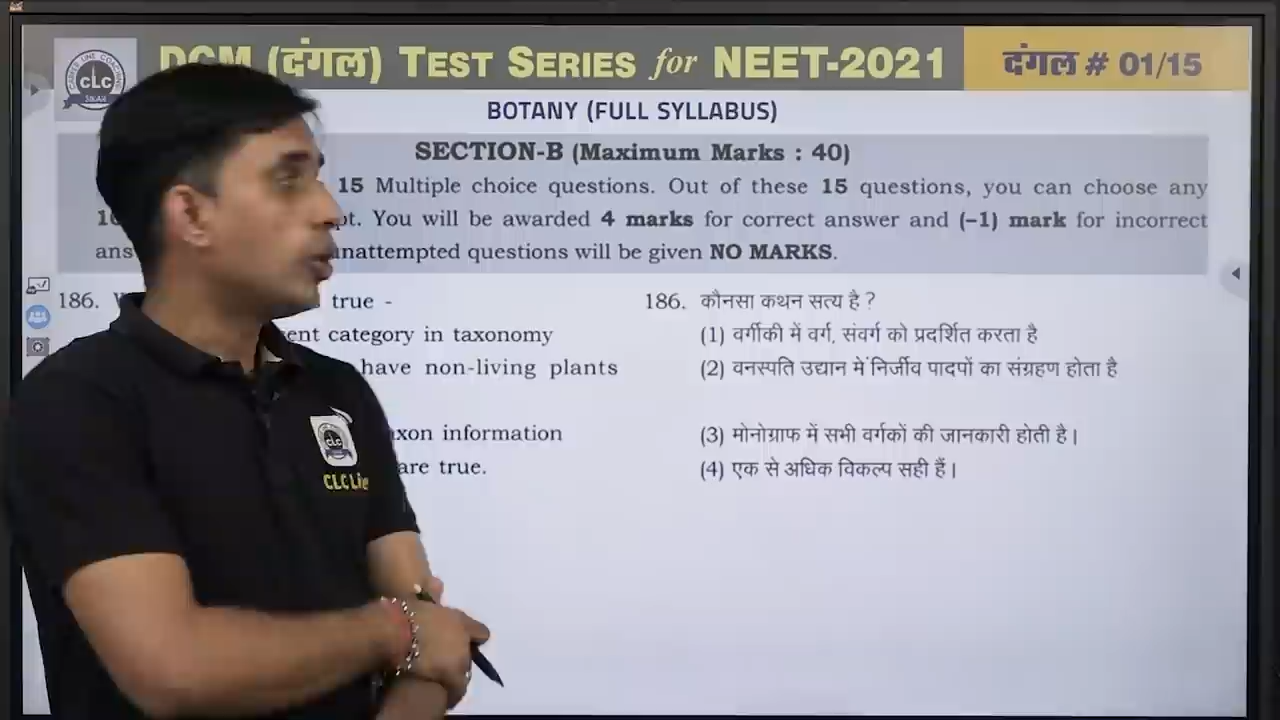 DCM (दंगल) TEST SERIES for NEET-2021
दंगल # 01/15
CLC
SIKAR
BOTANY (FULL SYLLABUS)
SECTION-B (Maximum Marks : 40)
15 Multiple choice questions. Out of these 15 questions, you can choose any
You will be awarded 4 marks for correct answer and (–1) mark for incorrect
unattempted questions will be given NO MARKS.
186.
true -
category in taxonomy
have non-living plants
information
are true.
186. कौनसा कथन सत्य है ?
(1) वर्गीकी में वर्ग, संवर्ग को प्रदर्शित करता है
(2) वनस्पति उद्यान में निर्जीव पादपों का संग्रहण होता है
(3) मोनोग्राफ में सभी वर्गकों की जानकारी होती है।
(4) एक से अधिक विकल्प सही हैं।
CLC
CLC Live